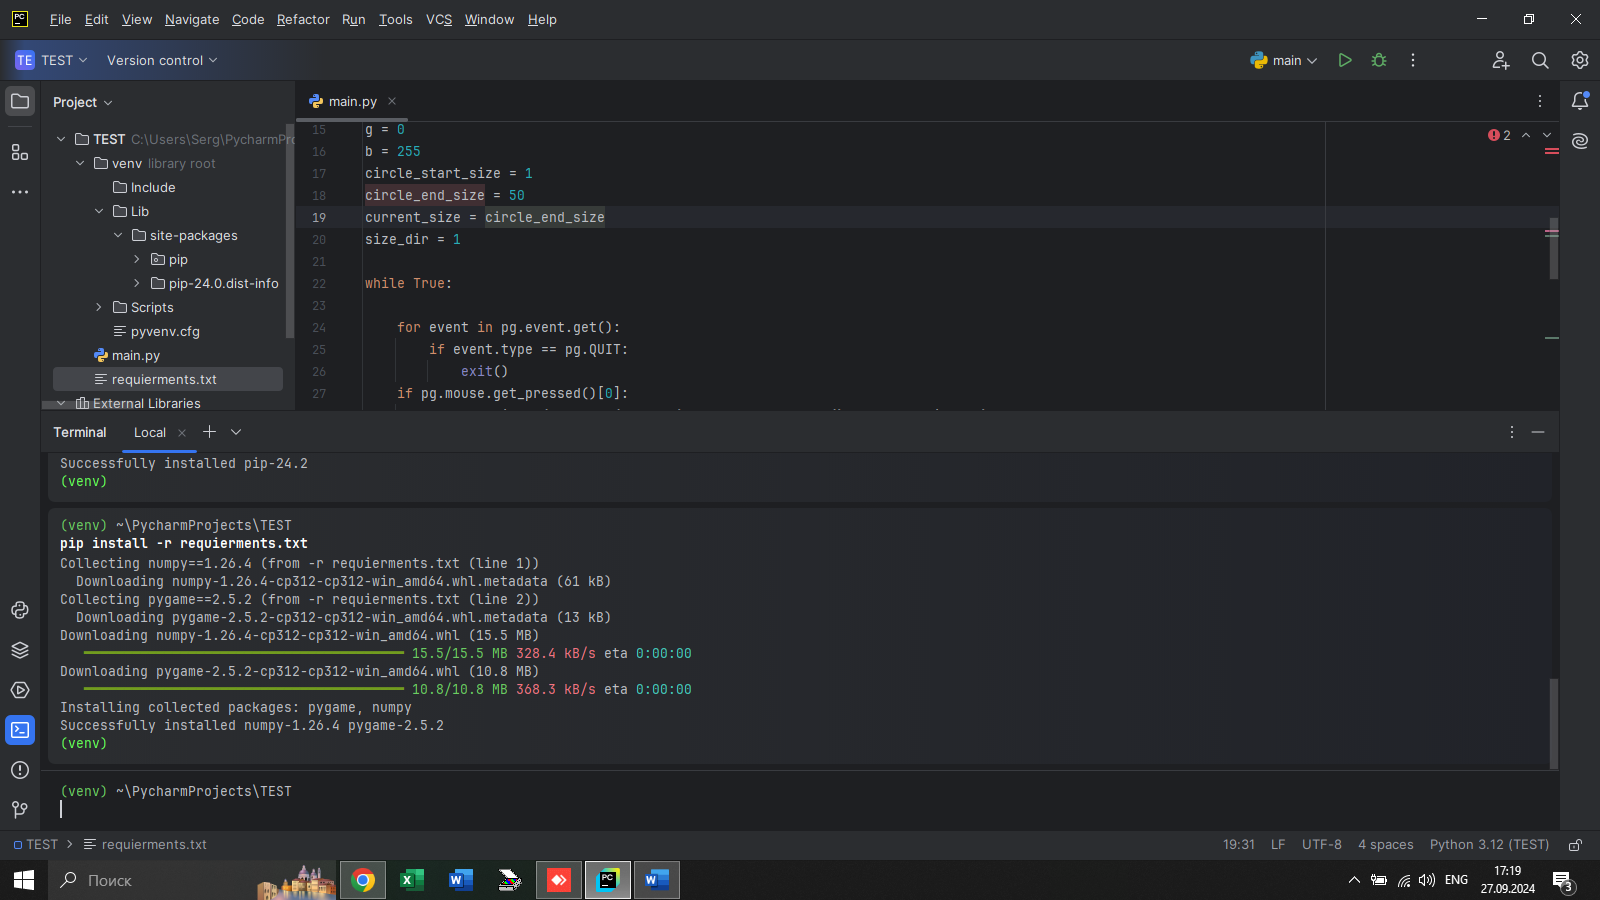 PC File Edit View Navigate Code Refactor Run Tools VCS Window Help
TE TEST Version control main
Project main.py
TEST C:\Users\Serg\PycharmPro
venv library root
Include
Lib
site-packages
pip
pip-24.0.dist-info
Scripts
pyvenv.cfg
main.py
requierments.txt
External Libraries
2
15 g = 0
16 b = 255
17 circle_start_size = 1
18 circle_end_size = 50
19 current_size = circle_end_size
20 size_dir = 1
21
22 while True:
23
24 for event in pg.event.get():
25 if event.type == pg.QUIT:
26 exit()
27 if pg.mouse.get_pressed()[0]:
Terminal Local
Successfully installed pip-24.2
(venv)
(venv) ~\PycharmProjects\TEST
pip install -r requierments.txt
Collecting numpy==1.26.4 (from -r requierments.txt (line 1))
Downloading numpy-1.26.4-cp312-cp312-win_amd64.whl.metadata (61 kB)
Collecting pygame==2.5.2 (from -r requierments.txt (line 2))
Downloading pygame-2.5.2-cp312-cp312-win_amd64.whl.metadata (13 kB)
Downloading numpy-1.26.4-cp312-cp312-win_amd64.whl (15.5 MB)
15.5/15.5 MB 328.4 kB/s eta 0:00:00
Downloading pygame-2.5.2-cp312-cp312-win_amd64.whl (10.8 MB)
10.8/10.8 MB 368.3 kB/s eta 0:00:00
Installing collected packages: pygame, numpy
Successfully installed numpy-1.26.4 pygame-2.5.2
(venv)
(venv) ~\PycharmProjects\TEST
TEST requierments.txt 19:31 LF UTF-8 4 spaces Python 3.12 (TEST)
Поиск PC ENG 17:19
27.09.2024 3